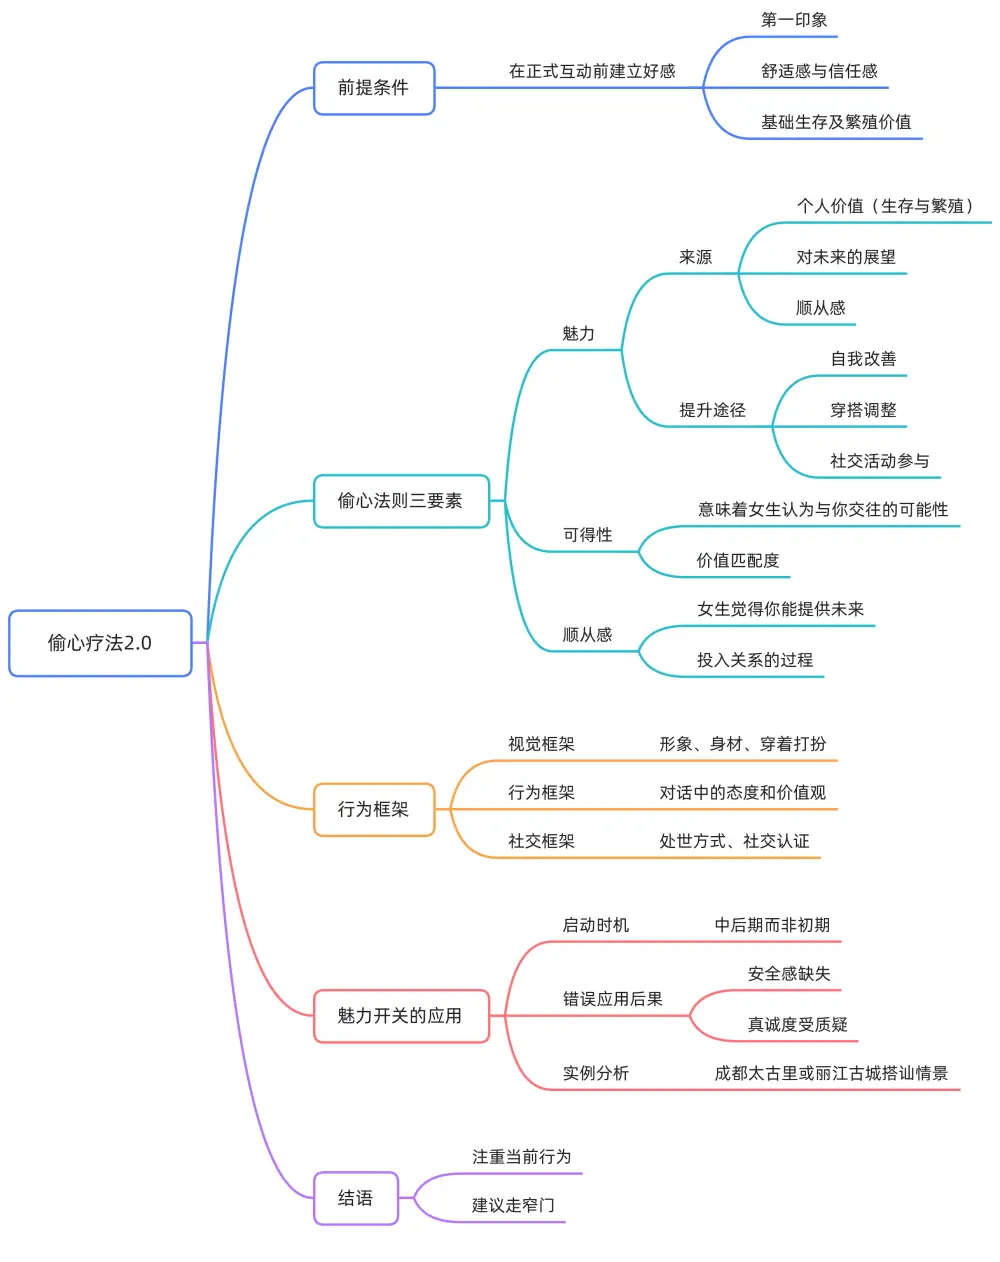 偷心疗法2.0
前提条件
在正式互动前建立好感
第一印象
舒适感与信任感
基础生存及繁殖价值
偷心法则三要素
魅力
来源
个人价值（生存与繁殖）
对未来的展望
顺从感
提升途径
自我改善
穿搭调整
社交活动参与
可得性
意味着女生认为与你交往的可能性
价值匹配度
顺从感
女生觉得你能提供未来
投入关系的过程
行为框架
视觉框架
形象、身材、穿着打扮
行为框架
对话中的态度和价值观
社交框架
处世方式、社交认证
魅力开关的应用
启动时机
中后期而非初期
错误应用后果
安全感缺失
真诚度受质疑
实例分析
成都太古里或丽江古城搭讪情景
结语
注重当前行为
建议走窄门